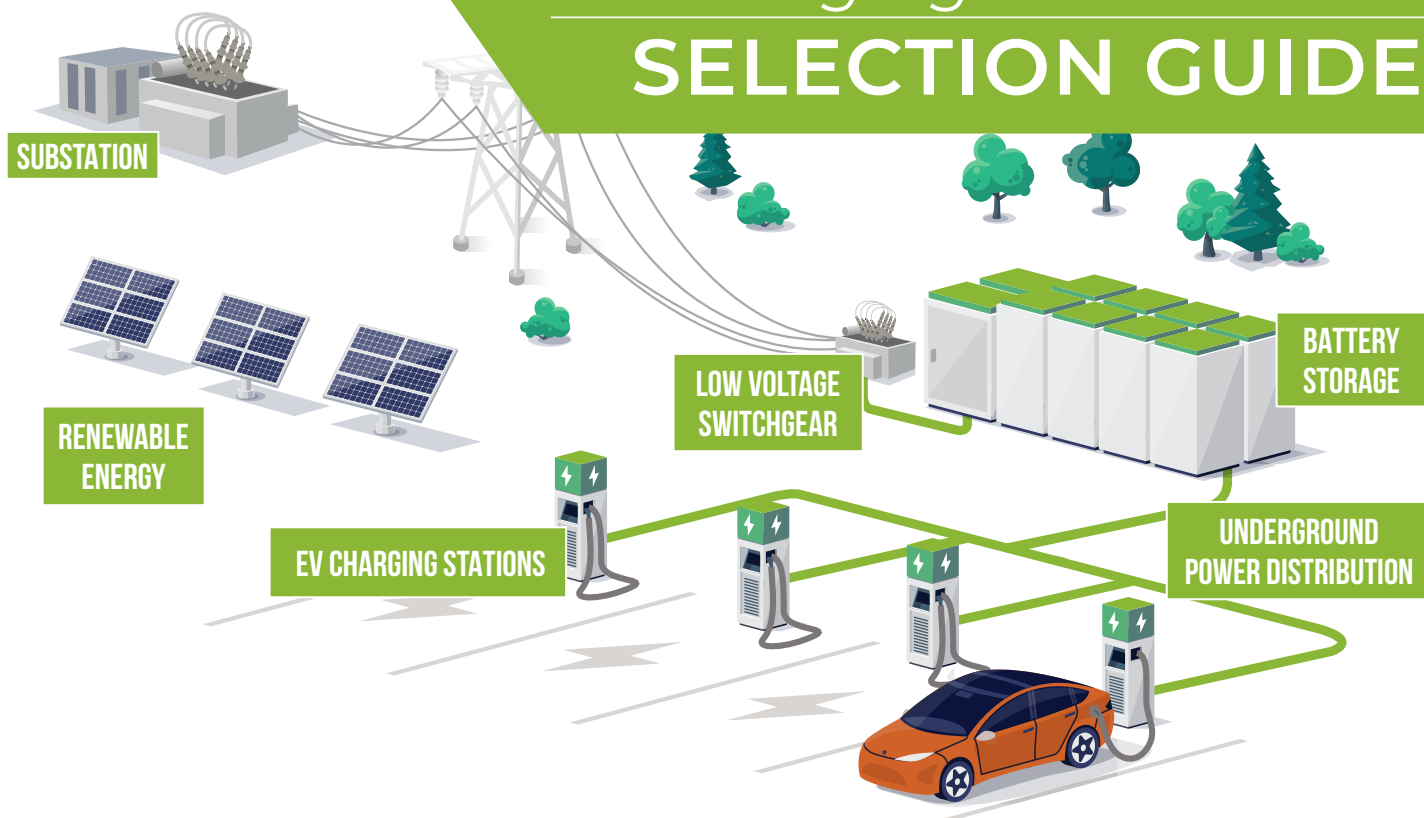 SELECTION GUIDE
SUBSTATION
BATTERY
STORAGE
LOW VOLTAGE
SWITCHGEAR
RENEWABLE
ENERGY
EV CHARGING STATIONS
UNDERGROUND
POWER DISTRIBUTION